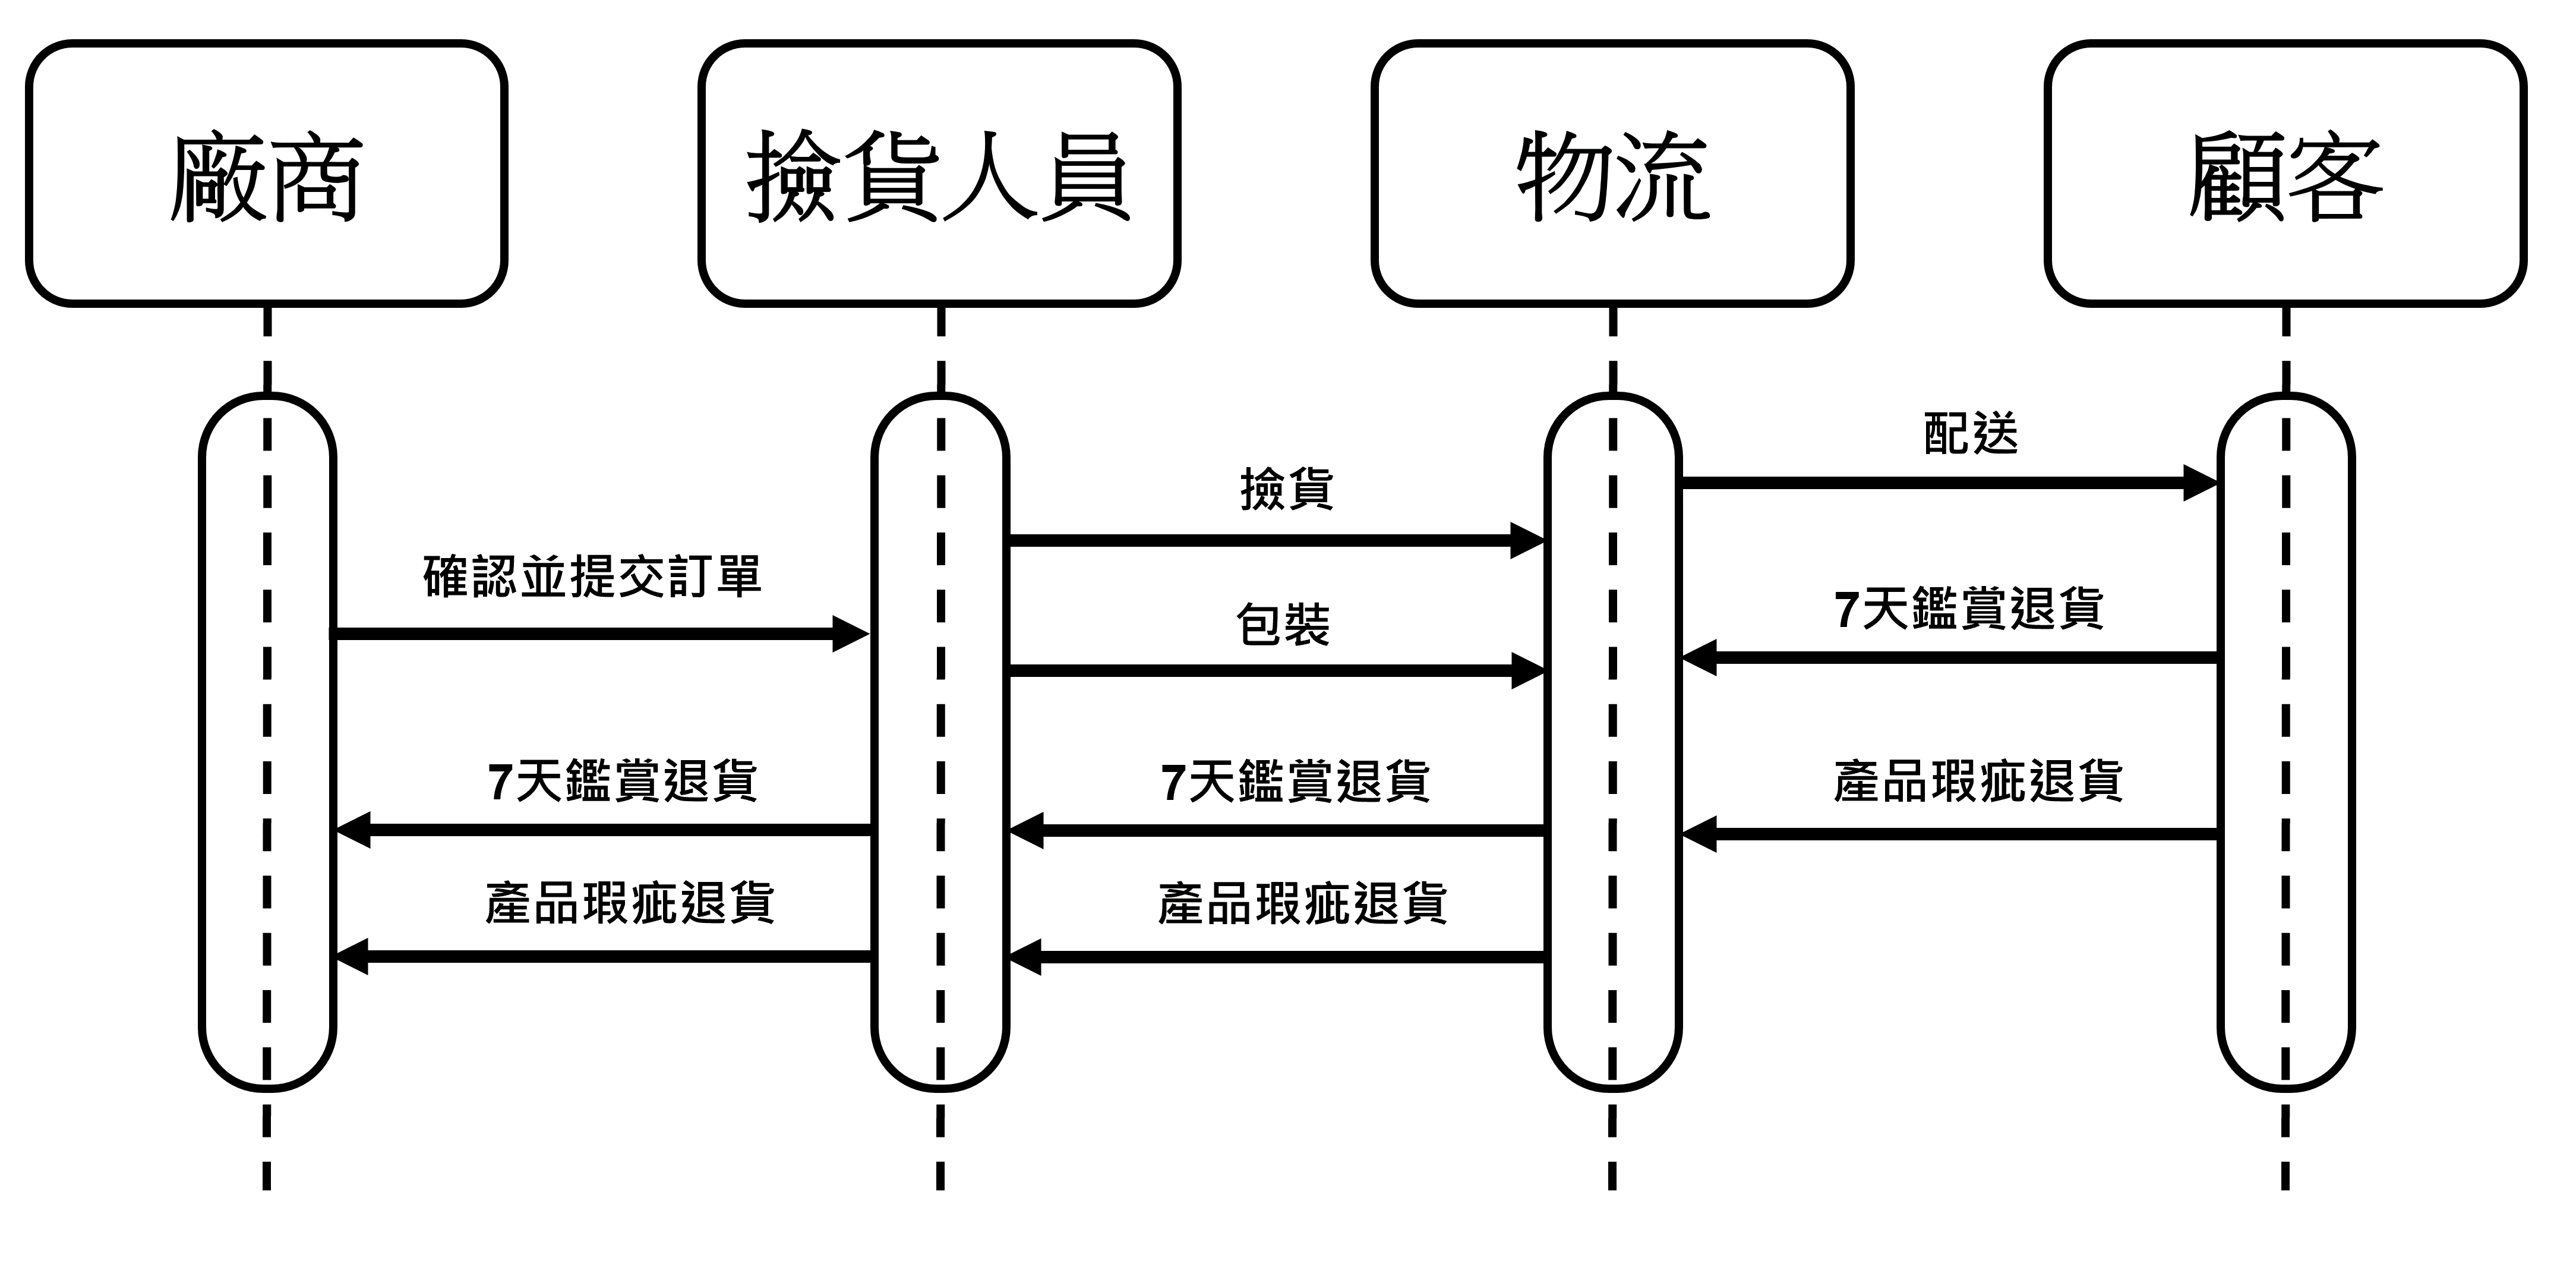 廠商
撿貨人員
物流
顧客
配送
撿貨
確認並提交訂單
7天鑑賞退貨
包裝
7天鑑賞退貨
7天鑑賞退貨
產品瑕疵退貨
產品瑕疵退貨
產品瑕疵退貨